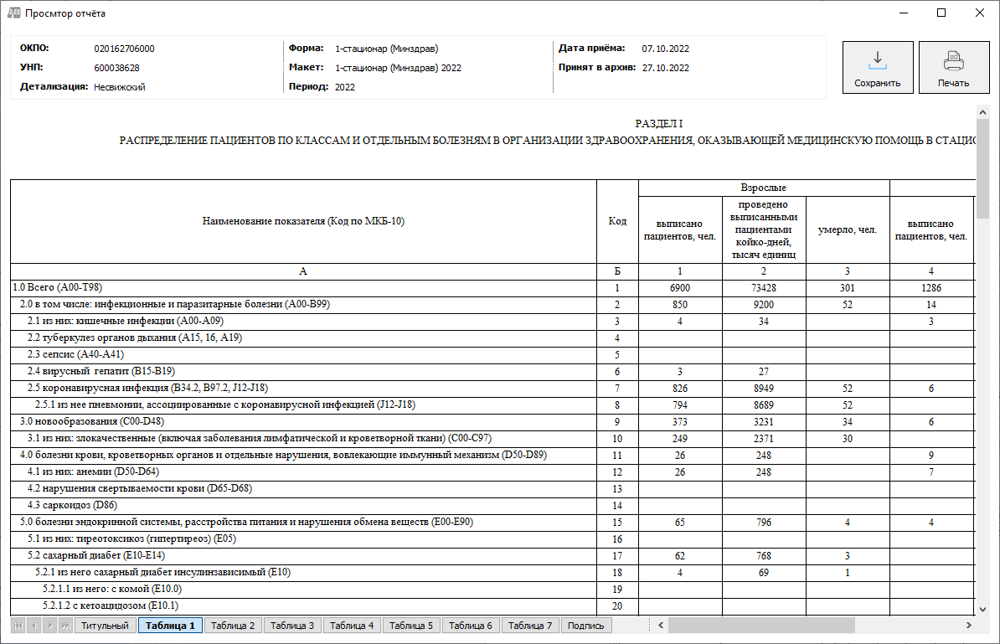 Просмтор отчёта
ОКПО: 020162706000 Форма: 1-стационар (Минздрав) Дата приёма: 07.10.2022
УНП: 600038628 Макет: 1-стационар (Минздрав) 2022 Принят в архив: 27.10.2022
Детализация: Несвижский Период: 2022
Сохранить Печать
РАЗДЕЛ I
РАСПРЕДЕЛЕНИЕ ПАЦИЕНТОВ ПО КЛАССАМ И ОТДЕЛЬНЫМ БОЛЕЗНЯМ В ОРГАНИЗАЦИИ ЗДРАВООХРАНЕНИЯ, ОКАЗЫВАЮЩЕЙ МЕДИЦИНСКУЮ ПОМОЩЬ В СТАЦИО
Наименование показателя (Код по МКБ-10)
Код
Взрослые
выписано
пациентов, чел.
проведено
выписанными
пациентами
койко-дней,
тысяч единиц
умерло, чел.
выписано
пациентов, чел.
А Б 1 2 3 4
1.0 Всего (A00-T98) 1 6900 73428 301 1286
2.0 в том числе: инфекционные и паразитарные болезни (A00-B99) 2 850 9200 52 14
2.1 из них: кишечные инфекции (A00-A09) 3 4 34 3
2.2 туберкулез органов дыхания (A15, 16, A19) 4
2.3 сепсис (A40-A41) 5
2.4 вирусный гепатит (B15-B19) 6 3 27
2.5 коронавирусная инфекция (B34.2, B97.2, J12-J18) 7 826 8949 52 6
2.5.1 из нее пневмонии, ассоциированные с коронавирусной инфекцией (J12-J18) 8 794 8689 52
3.0 новообразования (C00-D48) 9 373 3231 34 6
3.1 из них: злокачественные (включая заболевания лимфатической и кроветворной ткани) (C00-C97) 10 249 2371 30
4.0 болезни крови, кроветворных органов и отдельные нарушения, вовлекающие иммунный механизм (D50-D89) 11 26 248 9
4.1 из них: анемии (D50-D64) 12 26 248 7
4.2 нарушения свертываемости крови (D65-D68) 13
4.3 саркоидоз (D86) 14
5.0 болезни эндокринной системы, расстройства питания и нарушения обмена веществ (E00-E90) 15 65 796 4 4
5.1 из них: тиреотоксикоз (гипертиреоз) (E05) 16
5.2 сахарный диабет (E10-E14) 17 62 768 3
5.2.1 из него сахарный диабет инсулинзависимый (E10) 18 4 69 1
5.2.1.1 из него: с комой (E10.0) 19
5.2.1.2 с кетоацидозом (E10.1) 20
Титульный Таблица 1 Таблица 2 Таблица 3 Таблица 4 Таблица 5 Таблица 6 Таблица 7 Подпись